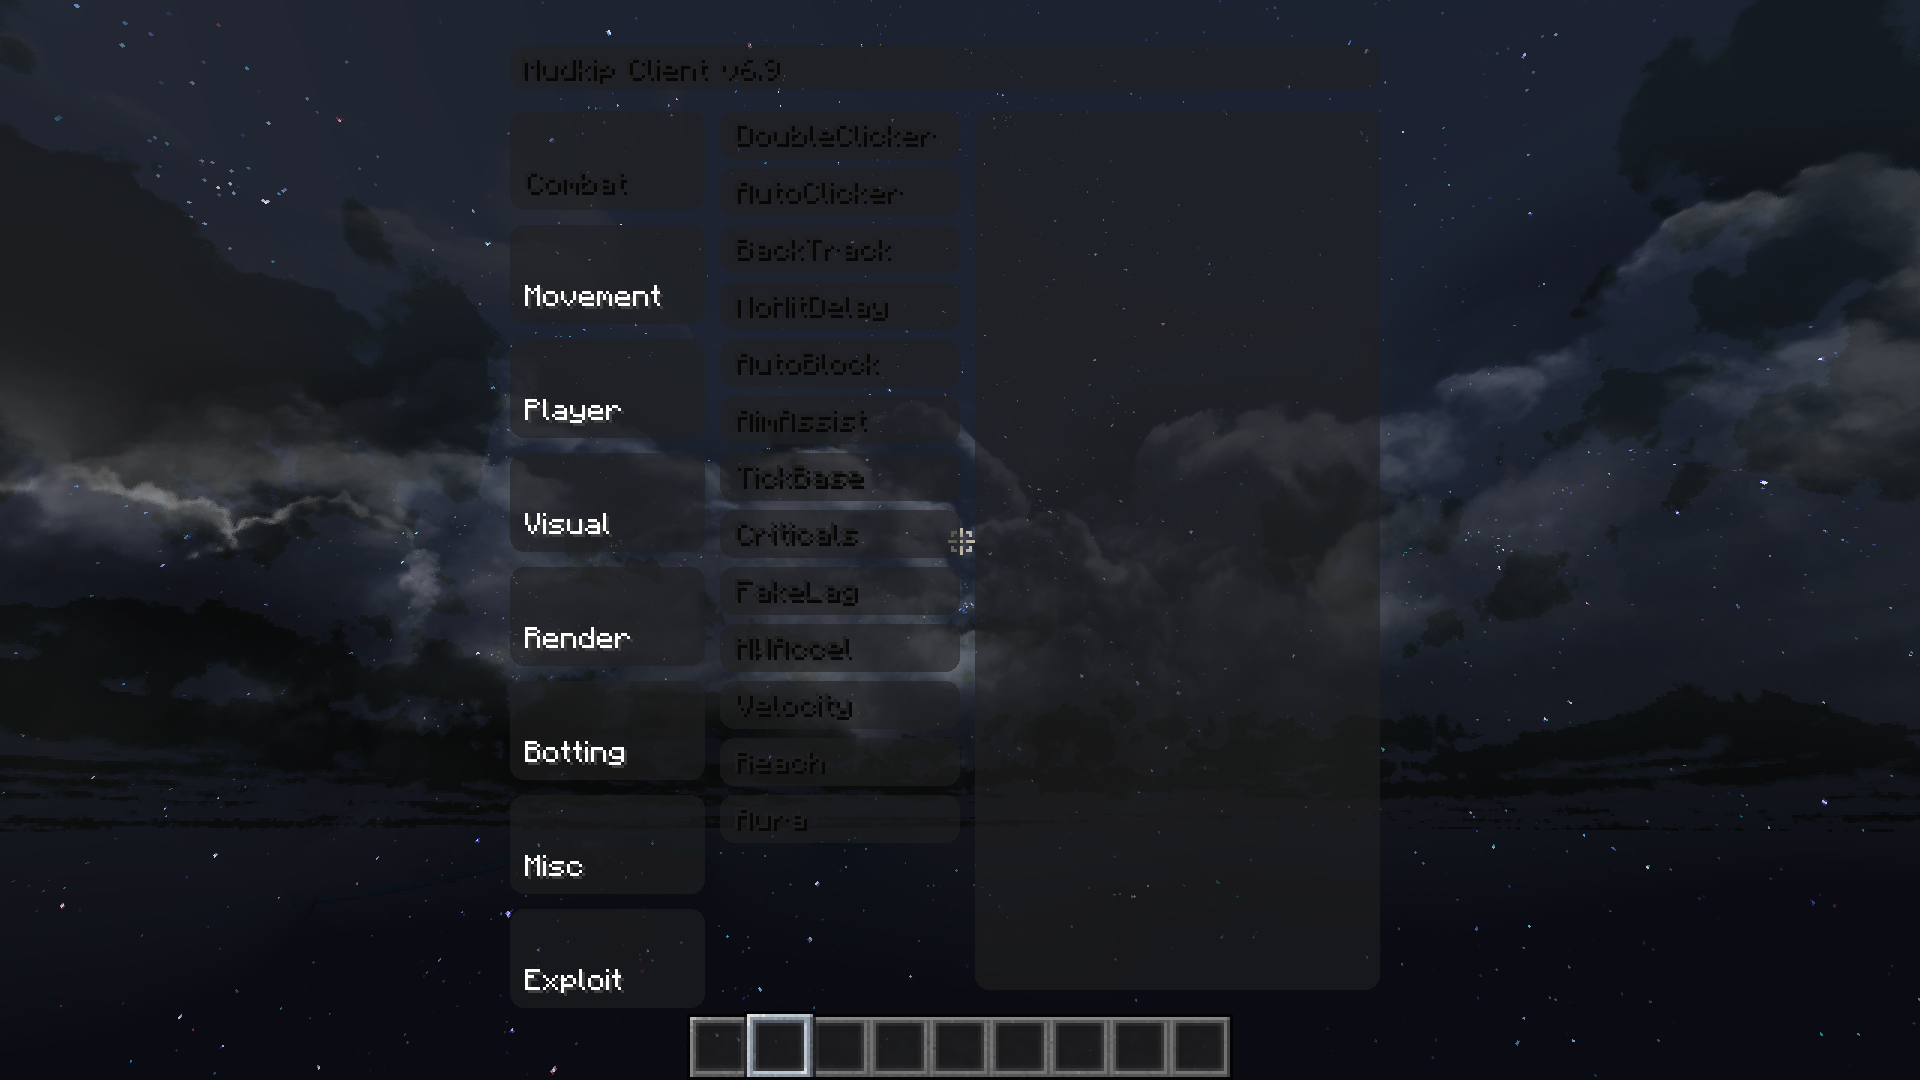 Mudkip Client v6.9
Combat
Movement
Player
Visual
Render
Botting
Misc
Exploit
DoubleClicker
AutoClicker
BackTrack
NoHitDelay
AutoBlock
AimAssist
TickBase
Criticals
FakeLag
Velocity
Reach
Aura